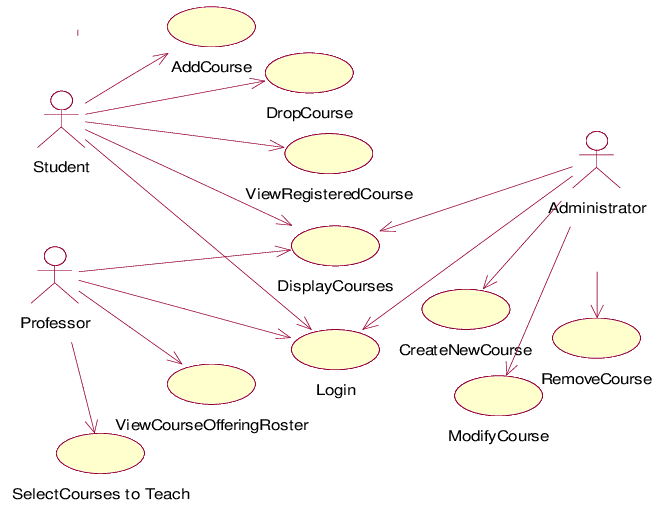 AddCourse
DropCourse
Student
ViewRegisteredCourse
Administrator
DisplayCourses
Professor
CreateNewCourse
RemoveCourse
Login
ViewCourseOfferingRoster
ModifyCourse
SelectCourses to Teach